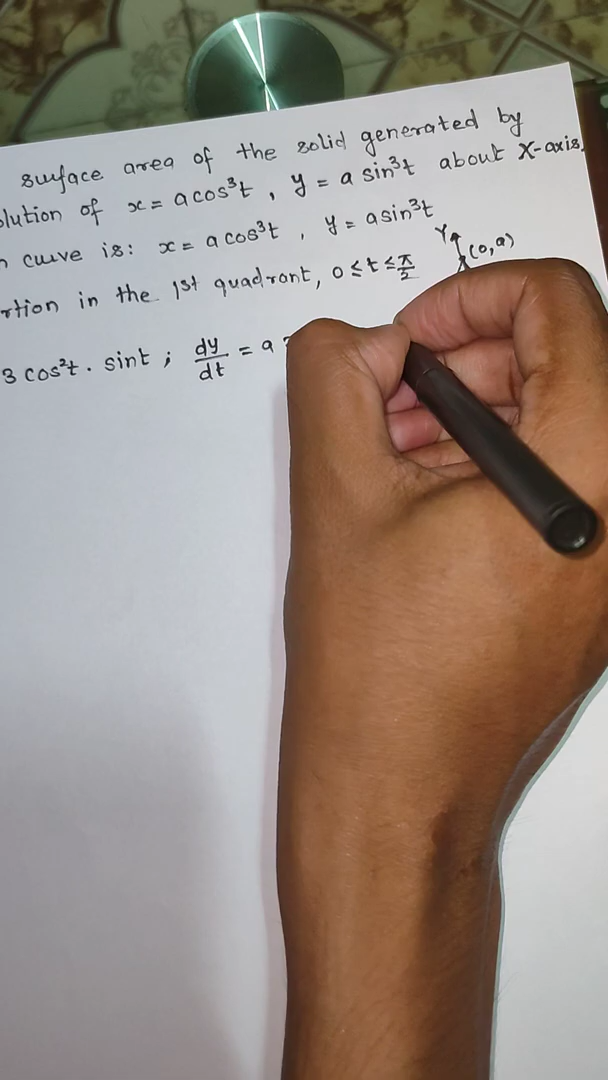 surface area of the solid generated by
olution of x = a cos³t , y = a sin³t about X-axis.
curve is: x = a cos³t , y = a sin³t
rtion in the 1st quadrant, 0 ≤ t ≤ π/2
Y (0, a)
3 cos²t · sint ; dy/dt = a